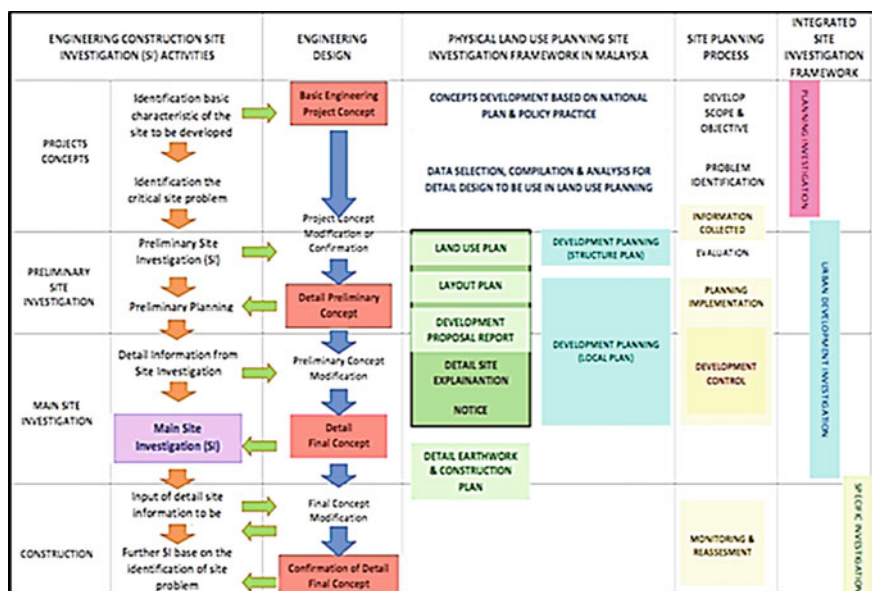 ENGINEERING CONSTRUCTION SITE
INVESTIGATION (SI) ACTIVITIES
ENGINEERING
DESIGN
PHYSICAL LAND USE PLANNING SITE
INVESTIGATION FRAMEWORK IN MALAYSIA
SITE PLANNING
PROCESS
INTEGRATED
SITE
INVESTIGATION
FRAMEWORK
PROJECTS
CONCEPTS
Identification basic
characteristic of the
site to be developed
Identification the
critical site problem
Basic Engineering
Project Concept
Project Concept
Modification or
Confirmation
CONCEPTS DEVELOPMENT BASED ON NATIONAL
PLAN & POLICY PRACTICE
DATA SELECTION, COMPILATION & ANALYSIS FOR
DETAIL DESIGN TO BE USE IN LAND USE PLANNING
DEVELOP
SCOPE &
OBJECTIVE
PROBLEM
IDENTIFICATION
INFORMATION
COLLECTED
PLANNING INVESTIGATION
PRELIMINARY
SITE
INVESTIGATION
Preliminary Site
Investigation (SI)
Preliminary Planning
Detail Preliminary
Concept
LAND USE PLAN
LAYOUT PLAN
DEVELOPMENT
PROPOSAL REPORT
DETAIL SITE
EXPLAINANTION
NOTICE
DEVELOPMENT PLANNING
(STRUCTURE PLAN)
DEVELOPMENT PLANNING
(LOCAL PLAN)
EVALUATION
PLANNING
IMPLEMENTATION
DEVELOPMENT
CONTROL
URBAN DEVELOPMENT INVESTIGATION
MAIN SITE
INVESTIGATION
Detail Information from
Site Investigation
Main Site
Investigation (SI)
Preliminary Concept
Modification
Detail
Final Concept
DETAIL EARTHWORK
& CONSTRUCTION
PLAN
CONSTRUCTION
Input of detail site
information to be
Further SI base on the
identification of site
problem
Final Concept
Modification
Confirmation of Detail
Final Concept
MONITORING &
REASSESMENT
SPECIFIC INVESTIGATION